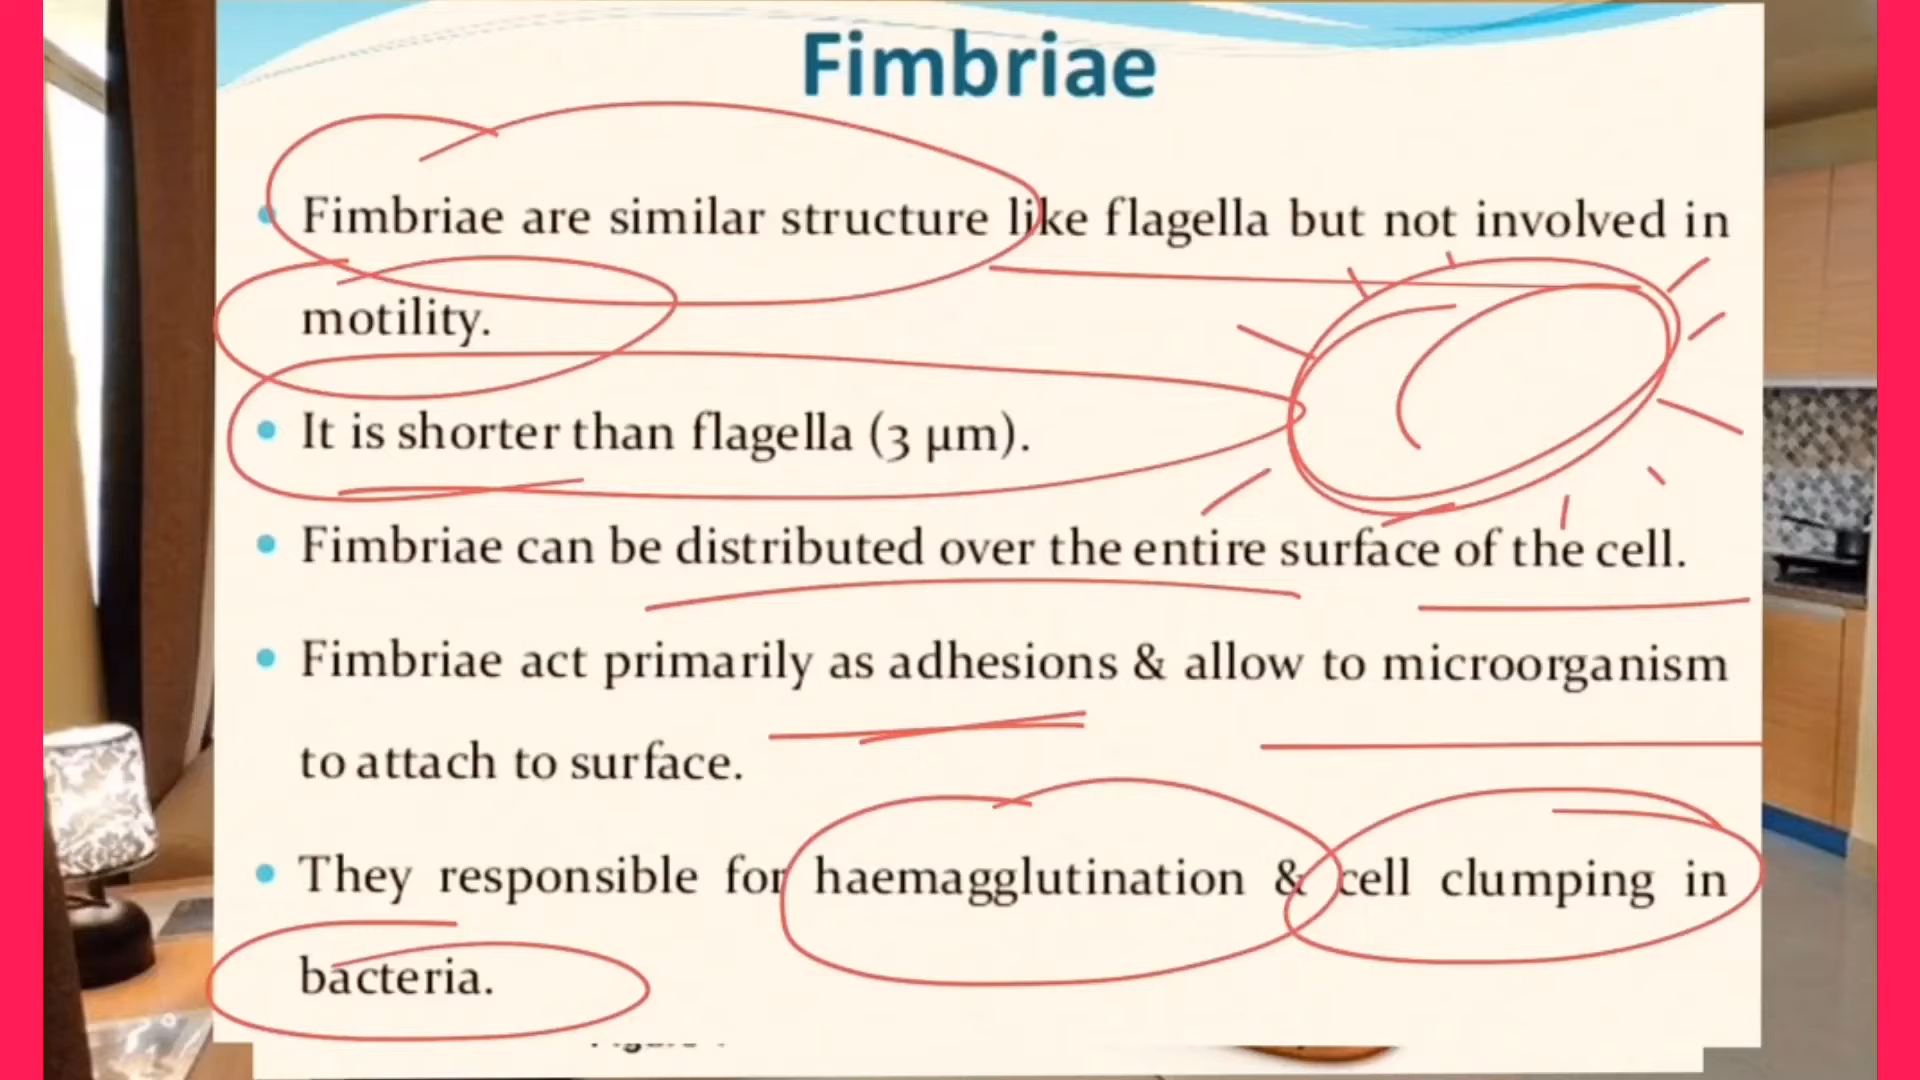 Fimbriae
• Fimbriae are similar structure like flagella but not involved in
motility.
• It is shorter than flagella (3 µm).
• Fimbriae can be distributed over the entire surface of the cell.
• Fimbriae act primarily as adhesions & allow to microorganism
to attach to surface.
• They responsible for haemagglutination & cell clumping in
bacteria.